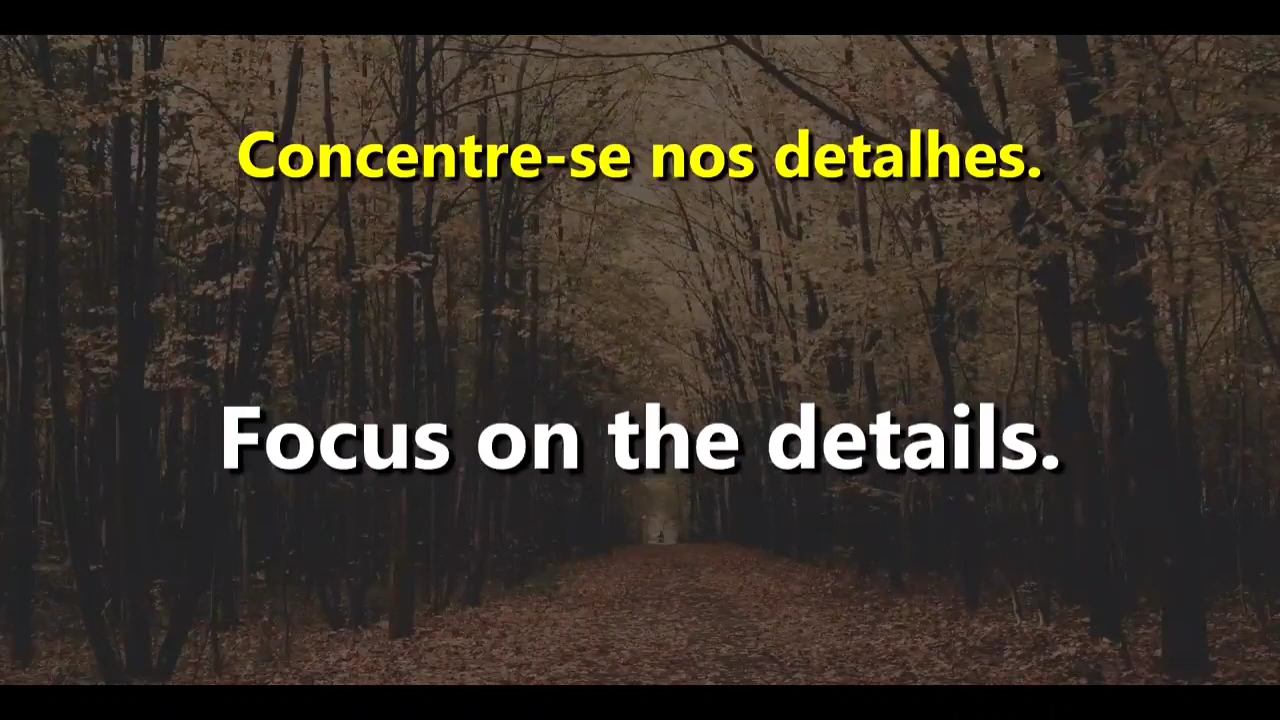 Concentre-se nos detalhes.
Focus on the details.